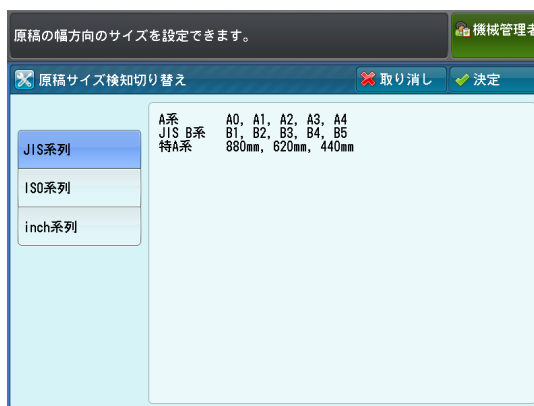 原稿の幅方向のサイズを設定できます。
機械管理者
原稿サイズ検知切り替え
取り消し
決定
JIS系列
ISO系列
inch系列
A系 A0, A1, A2, A3, A4
JIS B系 B1, B2, B3, B4, B5
特A系 880mm, 620mm, 440mm